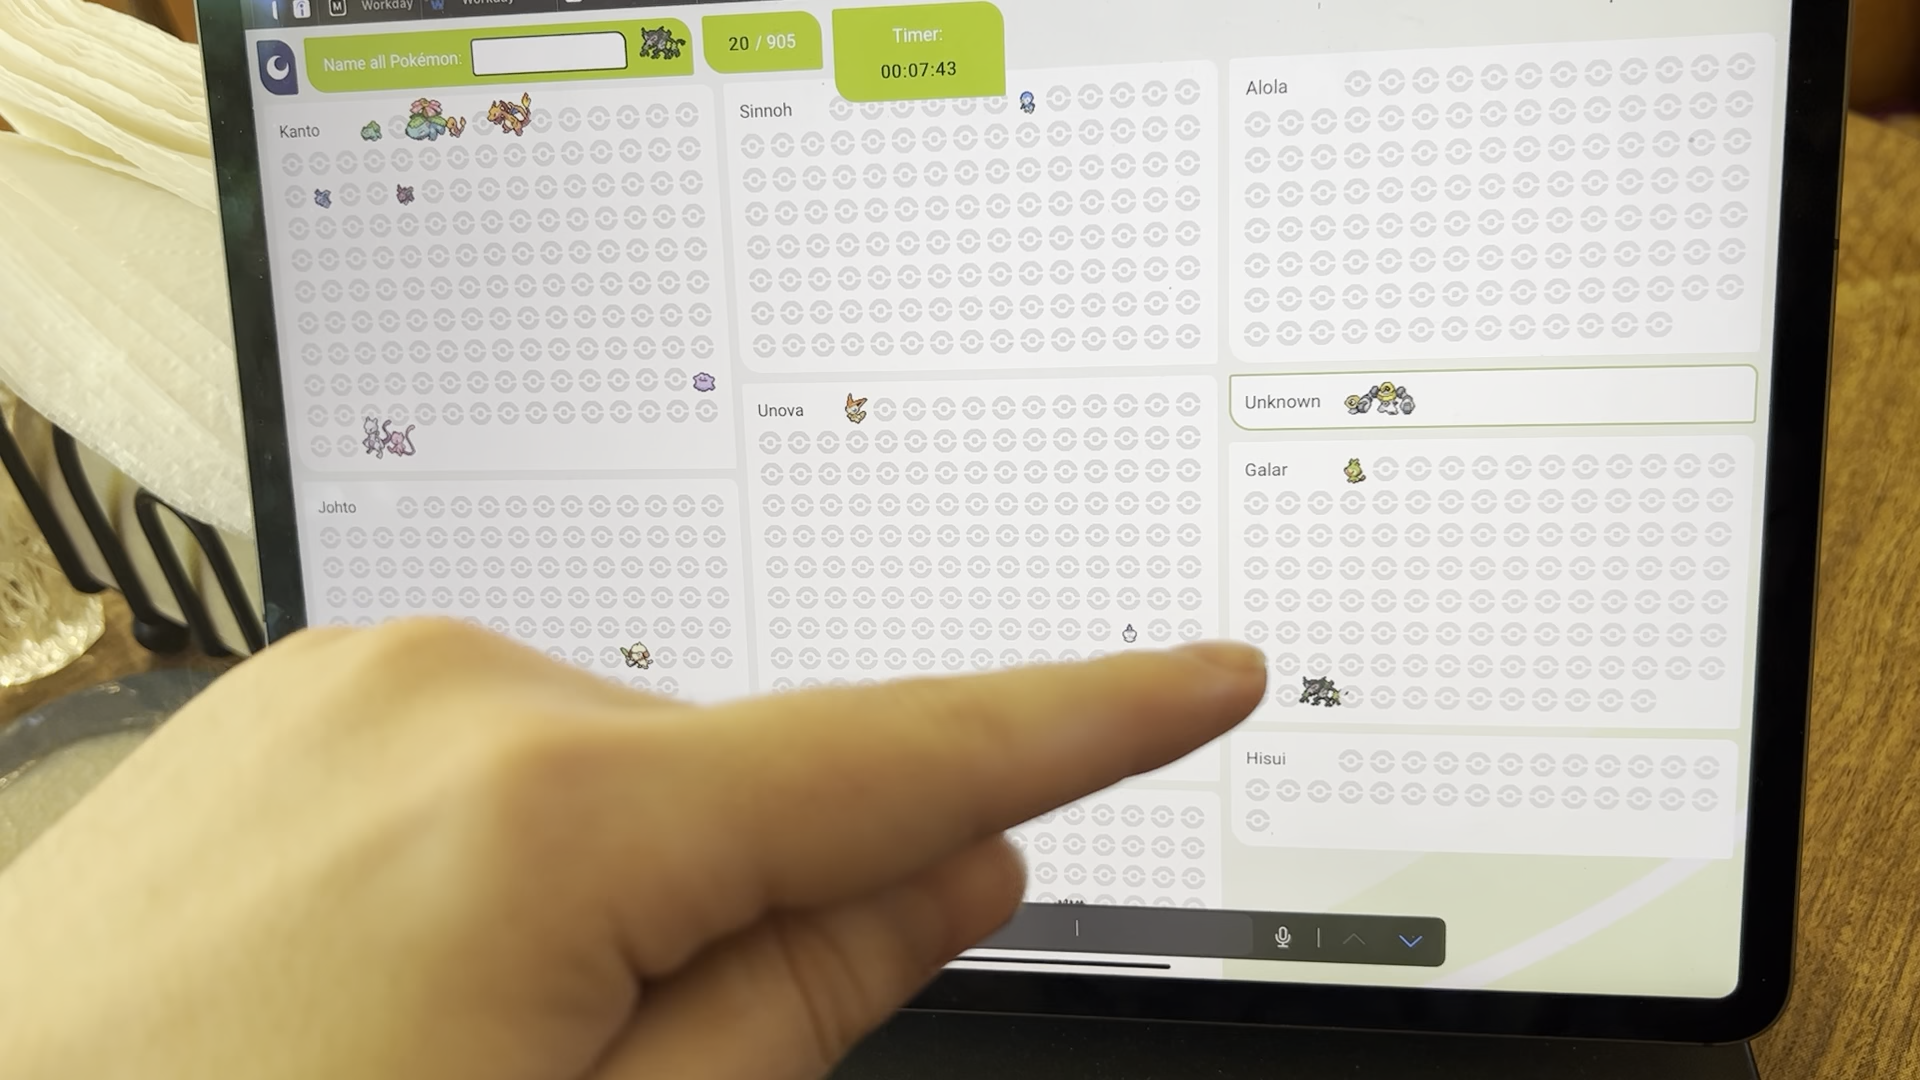 Workday
Workday
Name all Pokémon:
20 / 905
Timer:
00:07:43
Kanto
Sinnoh
Alola
Unova
Unknown
Galar
Johto
Hisui